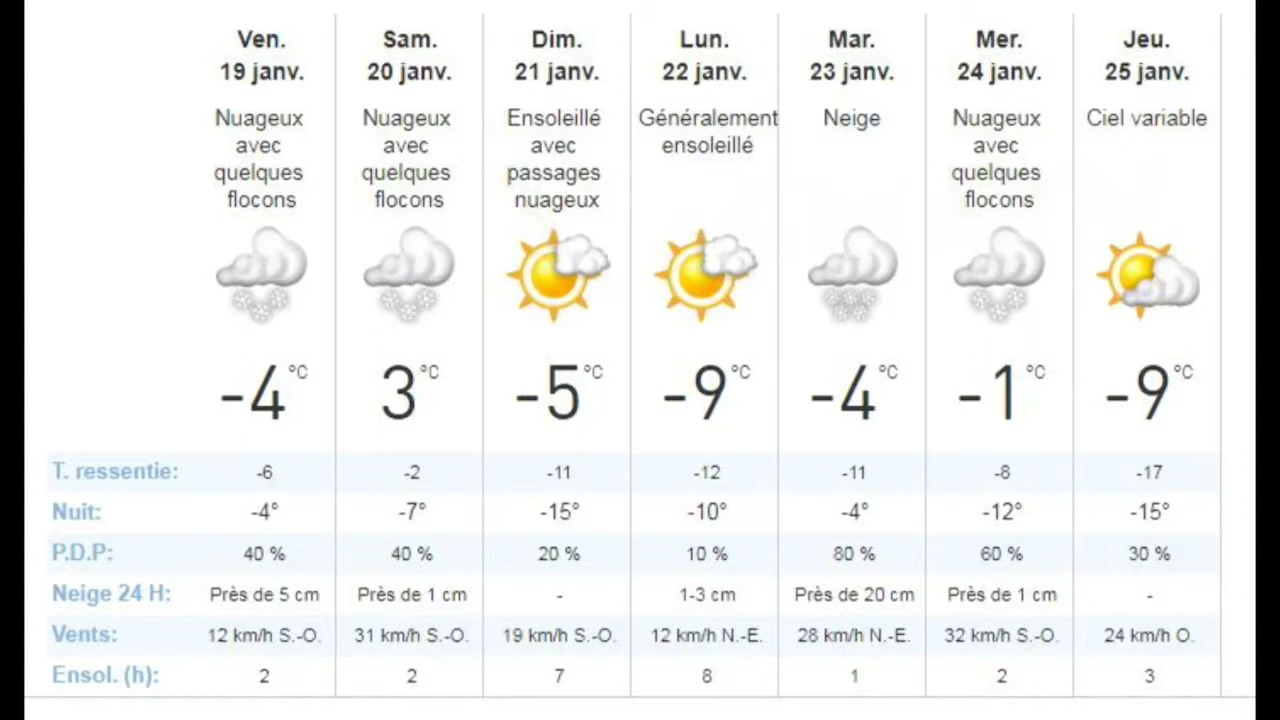 Ven. Sam. Dim. Lun. Mar. Mer. Jeu.
19 janv. 20 janv. 21 janv. 22 janv. 23 janv. 24 janv. 25 janv.
Nuageux Nuageux Ensoleillé Généralement Neige Nuageux Ciel variable
avec avec avec ensoleillé avec
quelques quelques passages quelques
flocons flocons nuageux flocons
-4°C 3°C -5°C -9°C -4°C -1°C -9°C
T. ressentie: -6 -2 -11 -12 -11 -8 -17
Nuit: -4° -7° -15° -10° -4° -12° -15°
P.D.P: 40 % 40 % 20 % 10 % 80 % 60 % 30 %
Neige 24 H: Près de 5 cm Près de 1 cm - 1-3 cm Près de 20 cm Près de 1 cm -
Vents: 12 km/h S.-O. 31 km/h S.-O. 19 km/h S.-O. 12 km/h N.-E. 28 km/h N.-E. 32 km/h S.-O. 24 km/h O.
Ensol. (h): 2 2 7 8 1 2 3